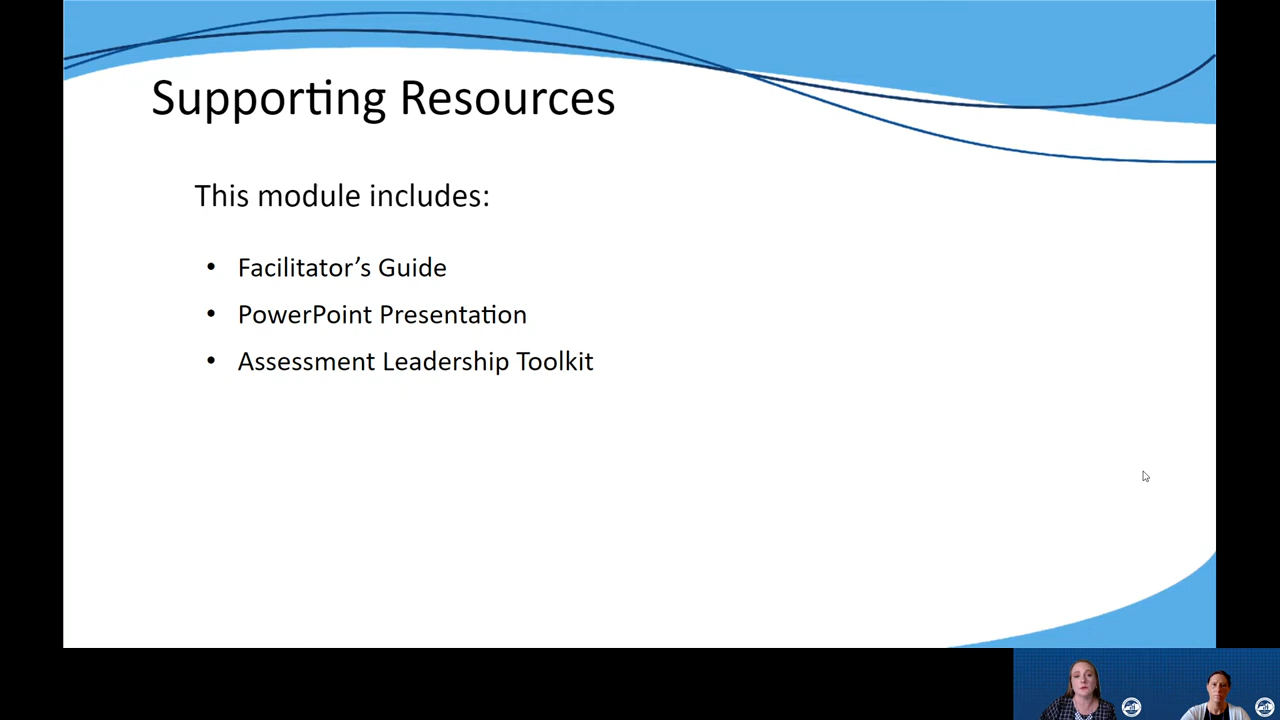 Supporting Resources
This module includes:
• Facilitator’s Guide
• PowerPoint Presentation
• Assessment Leadership Toolkit